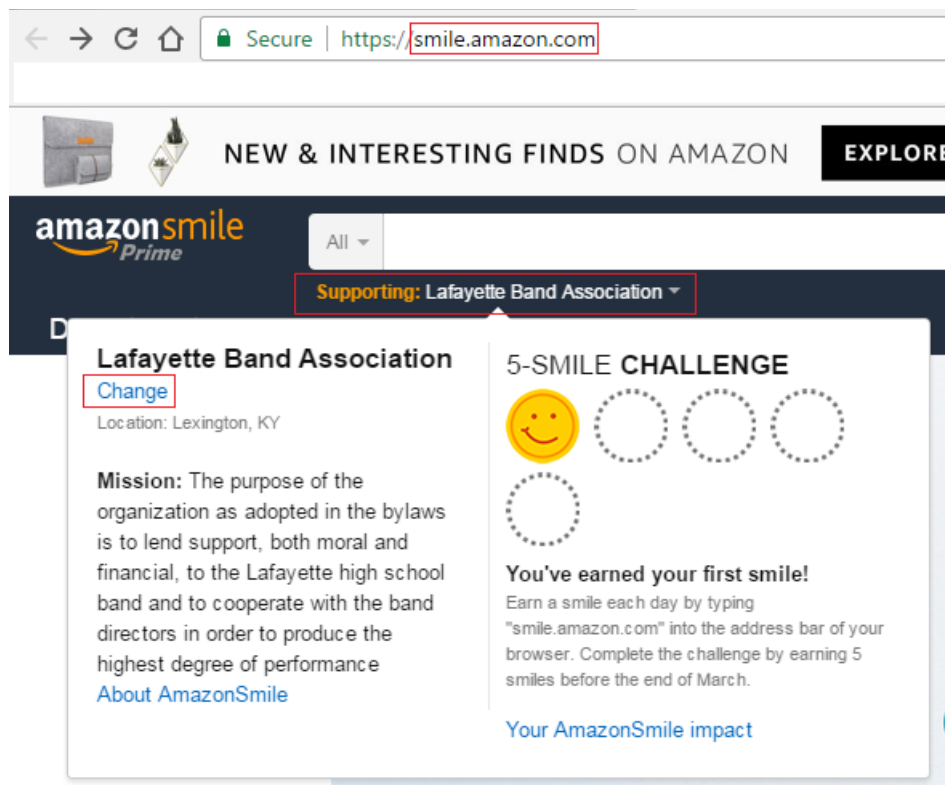 Secure | https://smile.amazon.com
NEW & INTERESTING FINDS ON AMAZON EXPLORE
amazonsmile
Prime
All
Supporting: Lafayette Band Association
D
Lafayette Band Association
Change
Location: Lexington, KY
Mission: The purpose of the
organization as adopted in the bylaws
is to lend support, both moral and
financial, to the Lafayette high school
band and to cooperate with the band
directors in order to produce the
highest degree of performance
About AmazonSmile
5-SMILE CHALLENGE
You've earned your first smile!
Earn a smile each day by typing
"smile.amazon.com" into the address bar of your
browser. Complete the challenge by earning 5
smiles before the end of March.
Your AmazonSmile impact